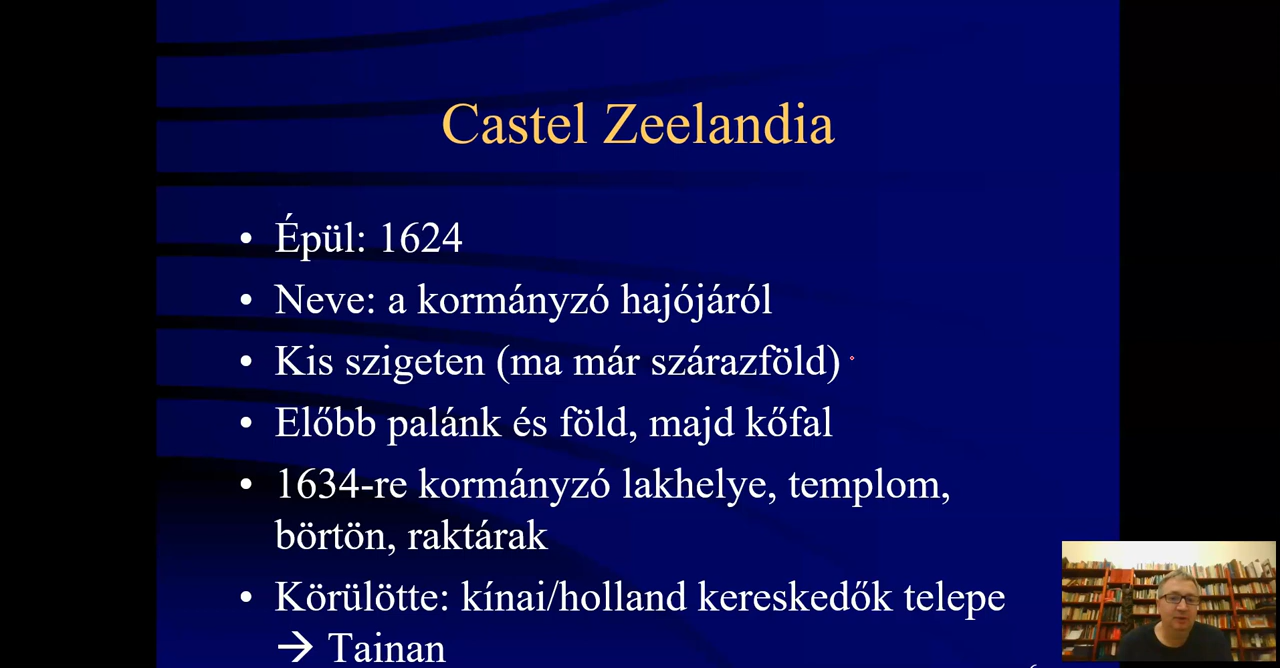 Castel Zeelandia
• Épül: 1624
• Neve: a kormányzó hajójáról
• Kis szigeten (ma már szárazföld)
• Előbb palánk és föld, majd kőfal
• 1634-re kormányzó lakhelye, templom,
börtön, raktárak
• Körülötte: kínai/holland kereskedők telepe
→ Tainan